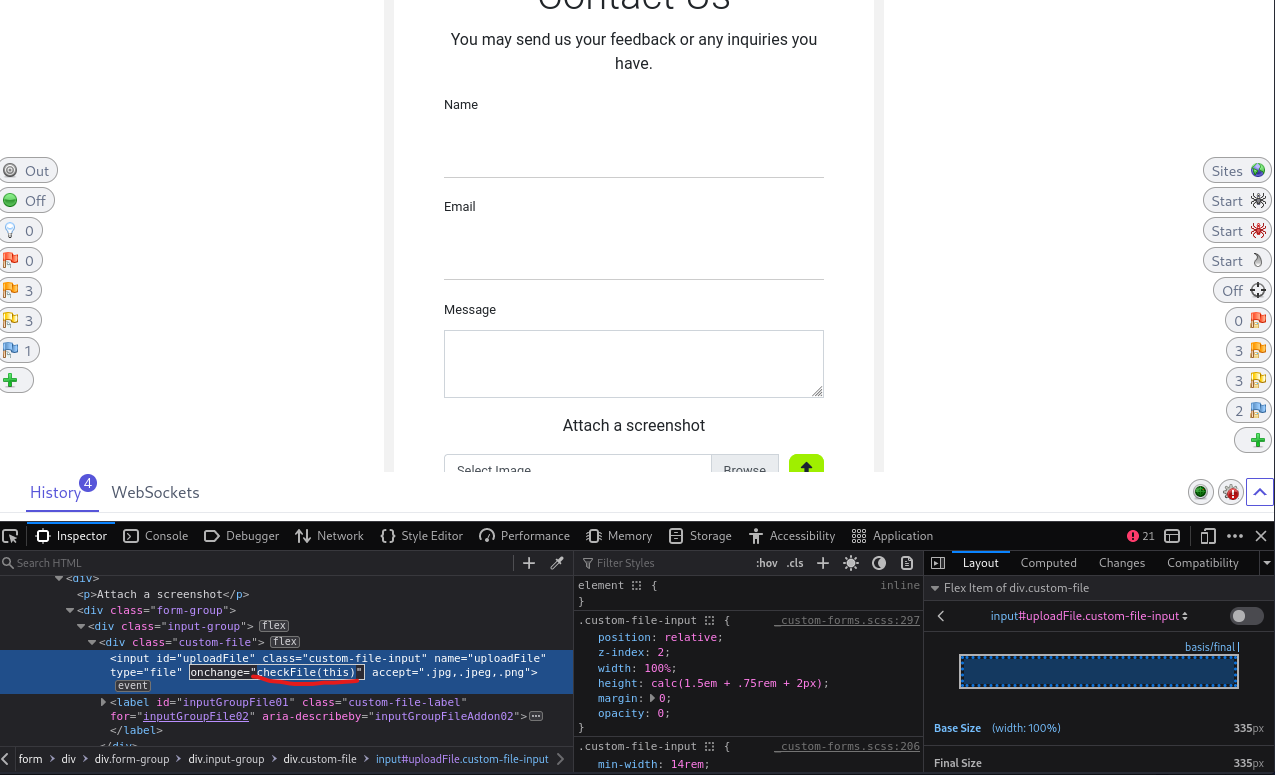 Contact Us
You may send us your feedback or any inquiries you
have.
Name
Email
Message
Attach a screenshot
Select Image
Browse
Out
Off
0
0
3
3
1
Sites
Start
Start
Start
Off
0
3
3
2
History 4 WebSockets
Inspector Console Debugger Network Style Editor Performance Memory Storage Accessibility Application 21
Search HTML
<div>
<p>Attach a screenshot</p>
<div class="form-group">
<div class="input-group"> flex
<div class="custom-file"> flex
<input id="uploadFile" class="custom-file-input" name="uploadFile"
type="file" onchange="checkFile(this)" accept=".jpg,.jpeg,.png">
event
<label id="inputGroupFile01" class="custom-file-label"
for="inputGroupFile02" aria-describeby="inputGroupFileAddon02">
</label>
</div>
form > div > div.form-group > div.input-group > div.custom-file > input#uploadFile.custom-file-input
Filter Styles :hov .cls
element { inline
}
.custom-file-input { _custom-forms.scss:297
position: relative;
z-index: 2;
width: 100%;
height: calc(1.5em + .75rem + 2px);
margin: 0;
opacity: 0;
}
.custom-file-input { _custom-forms.scss:206
min-width: 14rem;
Layout Computed Changes Compatibility
Flex Item of div.custom-file
input#uploadFile.custom-file-input
basis/final
Base Size (width: 100%) 335px
Final Size 335px